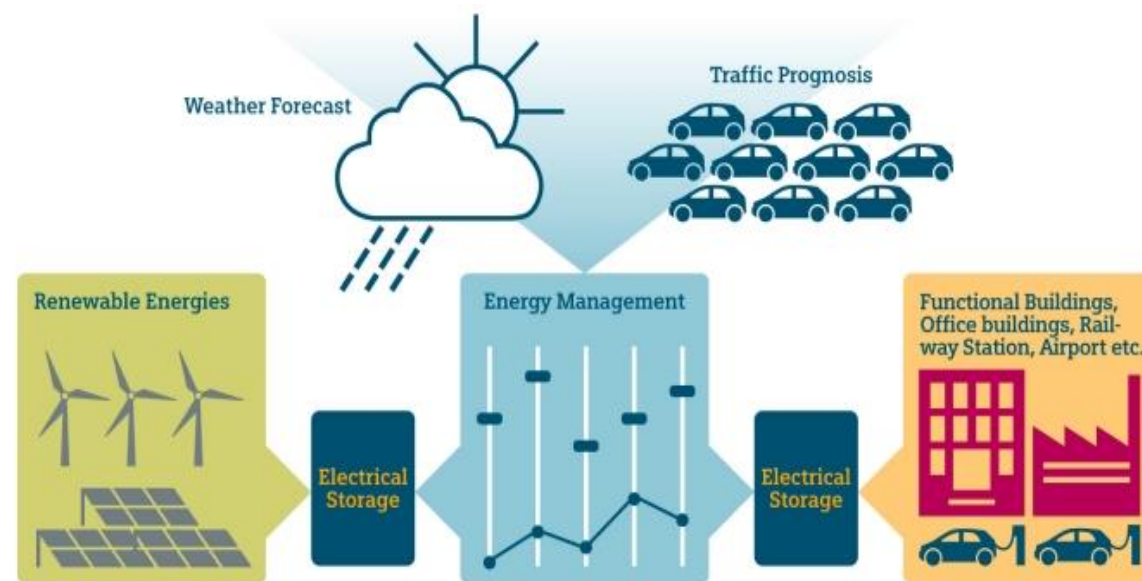 Weather Forecast
Traffic Prognosis
Renewable Energies
Energy Management
Functional Buildings,
Office buildings, Rail-
way Station, Airport etc.
Electrical
Storage
Electrical
Storage